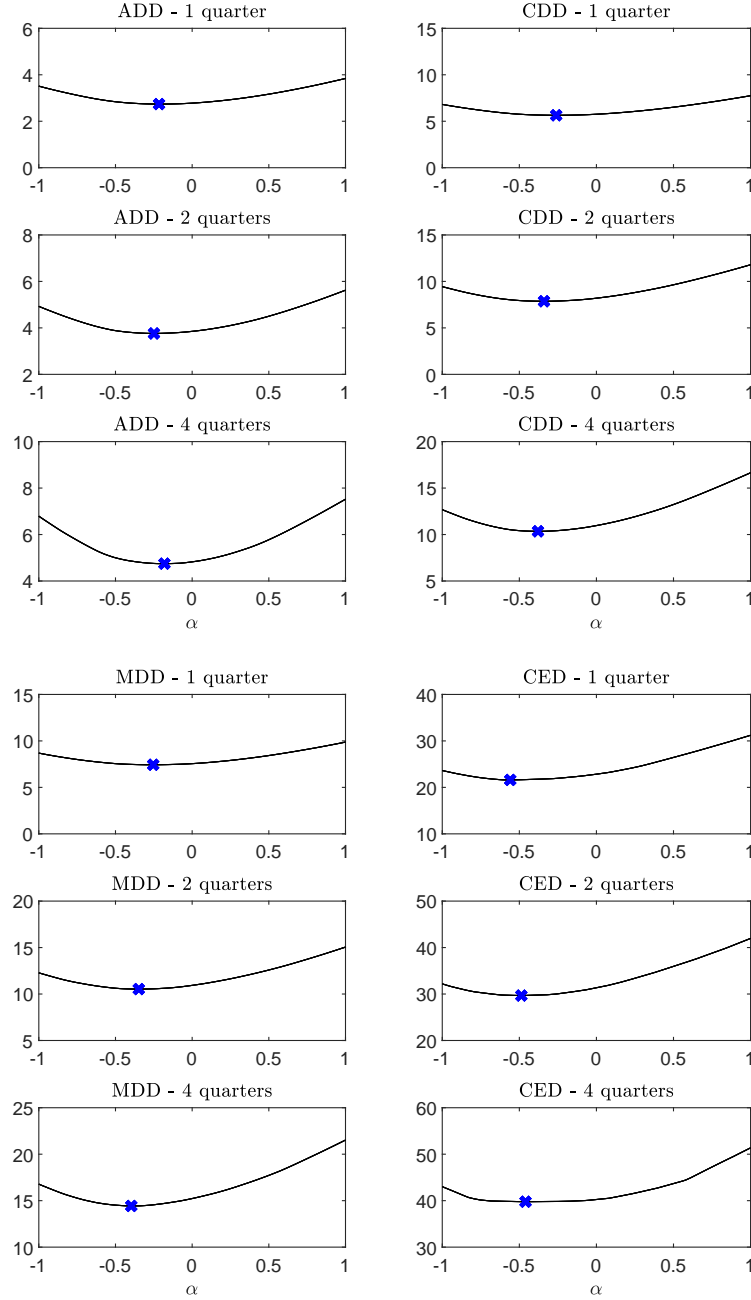 ADD - 1 quarter
6
4
2
0
-1 -0.5 0 0.5 1
CDD - 1 quarter
15
10
5
0
-1 -0.5 0 0.5 1
ADD - 2 quarters
8
6
4
2
-1 -0.5 0 0.5 1
CDD - 2 quarters
15
10
5
0
-1 -0.5 0 0.5 1
ADD - 4 quarters
10
8
6
4
-1 -0.5 0 0.5 1
α
CDD - 4 quarters
20
15
10
5
-1 -0.5 0 0.5 1
α
MDD - 1 quarter
15
10
5
0
-1 -0.5 0 0.5 1
CED - 1 quarter
40
30
20
10
-1 -0.5 0 0.5 1
MDD - 2 quarters
20
15
10
5
-1 -0.5 0 0.5 1
CED - 2 quarters
50
40
30
20
-1 -0.5 0 0.5 1
MDD - 4 quarters
25
20
15
10
-1 -0.5 0 0.5 1
α
CED - 4 quarters
60
50
40
30
-1 -0.5 0 0.5 1
α